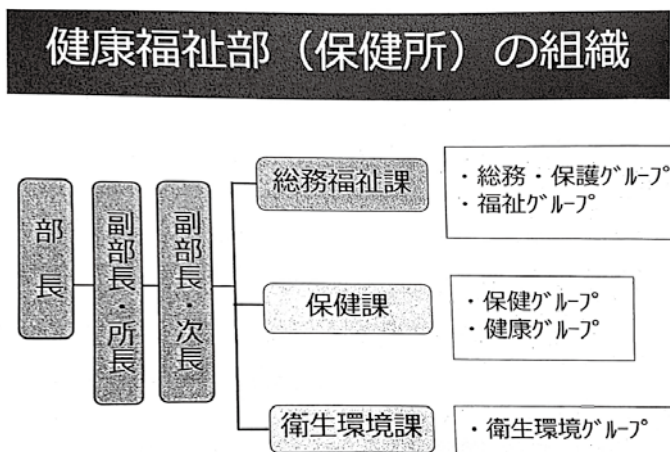 健康福祉部（保健所）の組織
部長
副部長・所長
副部長・次長
総務福祉課
・総務・保護ｸﾞﾙｰﾌﾟ
・福祉ｸﾞﾙｰﾌﾟ
保健課
・保健ｸﾞﾙｰﾌﾟ
・健康ｸﾞﾙｰﾌﾟ
衛生環境課
・衛生環境ｸﾞﾙｰﾌﾟ